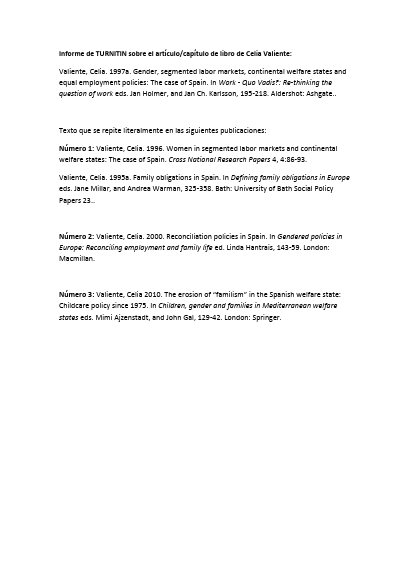 Informe de TURNITIN sobre el artículo/capítulo de libro de Celia Valiente:
Valiente, Celia. 1997a. Gender, segmented labor markets, continental welfare states and
equal employment policies: The case of Spain. In Work - Quo Vadis?: Re-thinking the
question of work eds. Jan Holmer, and Jan Ch. Karlsson, 195-218. Aldershot: Ashgate..
Texto que se repite literalmente en las siguientes publicaciones:
Número 1: Valiente, Celia. 1996. Women in segmented labor markets and continental
welfare states: The case of Spain. Cross National Research Papers 4, 4:86-93.
Valiente, Celia. 1995a. Family obligations in Spain. In Defining family obligations in Europe
eds. Jane Millar, and Andrea Warman, 325-358. Bath: University of Bath Social Policy
Papers 23..
Número 2: Valiente, Celia. 2000. Reconciliation policies in Spain. In Gendered policies in
Europe: Reconciling employment and family life ed. Linda Hantrais, 143-59. London:
Macmillan.
Número 3: Valiente, Celia 2010. The erosion of "familism" in the Spanish welfare state:
Childcare policy since 1975. In Children, gender and families in Mediterranean welfare
states eds. Mimi Ajzenstadt, and John Gal, 129-42. London: Springer.